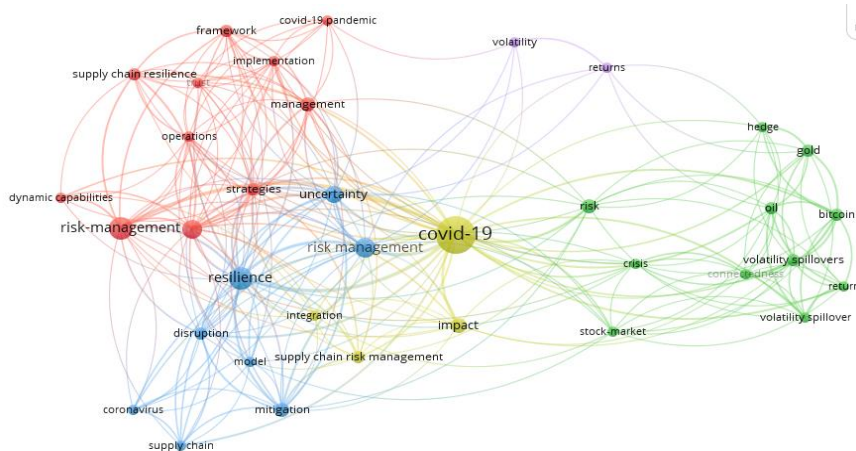 covid-19 pandemic
framework
volatility
implementation
returns
supply chain resilience
trust
management
hedge
operations
gold
strategies
uncertainty
dynamic capabilities
risk
oil
bitcoin
risk-management
covid-19
risk management
volatility spillovers
crisis
connectedness
resilience
return
integration
impact
volatility spillover
disruption
stock-market
supply chain risk management
model
coronavirus
mitigation
supply chain